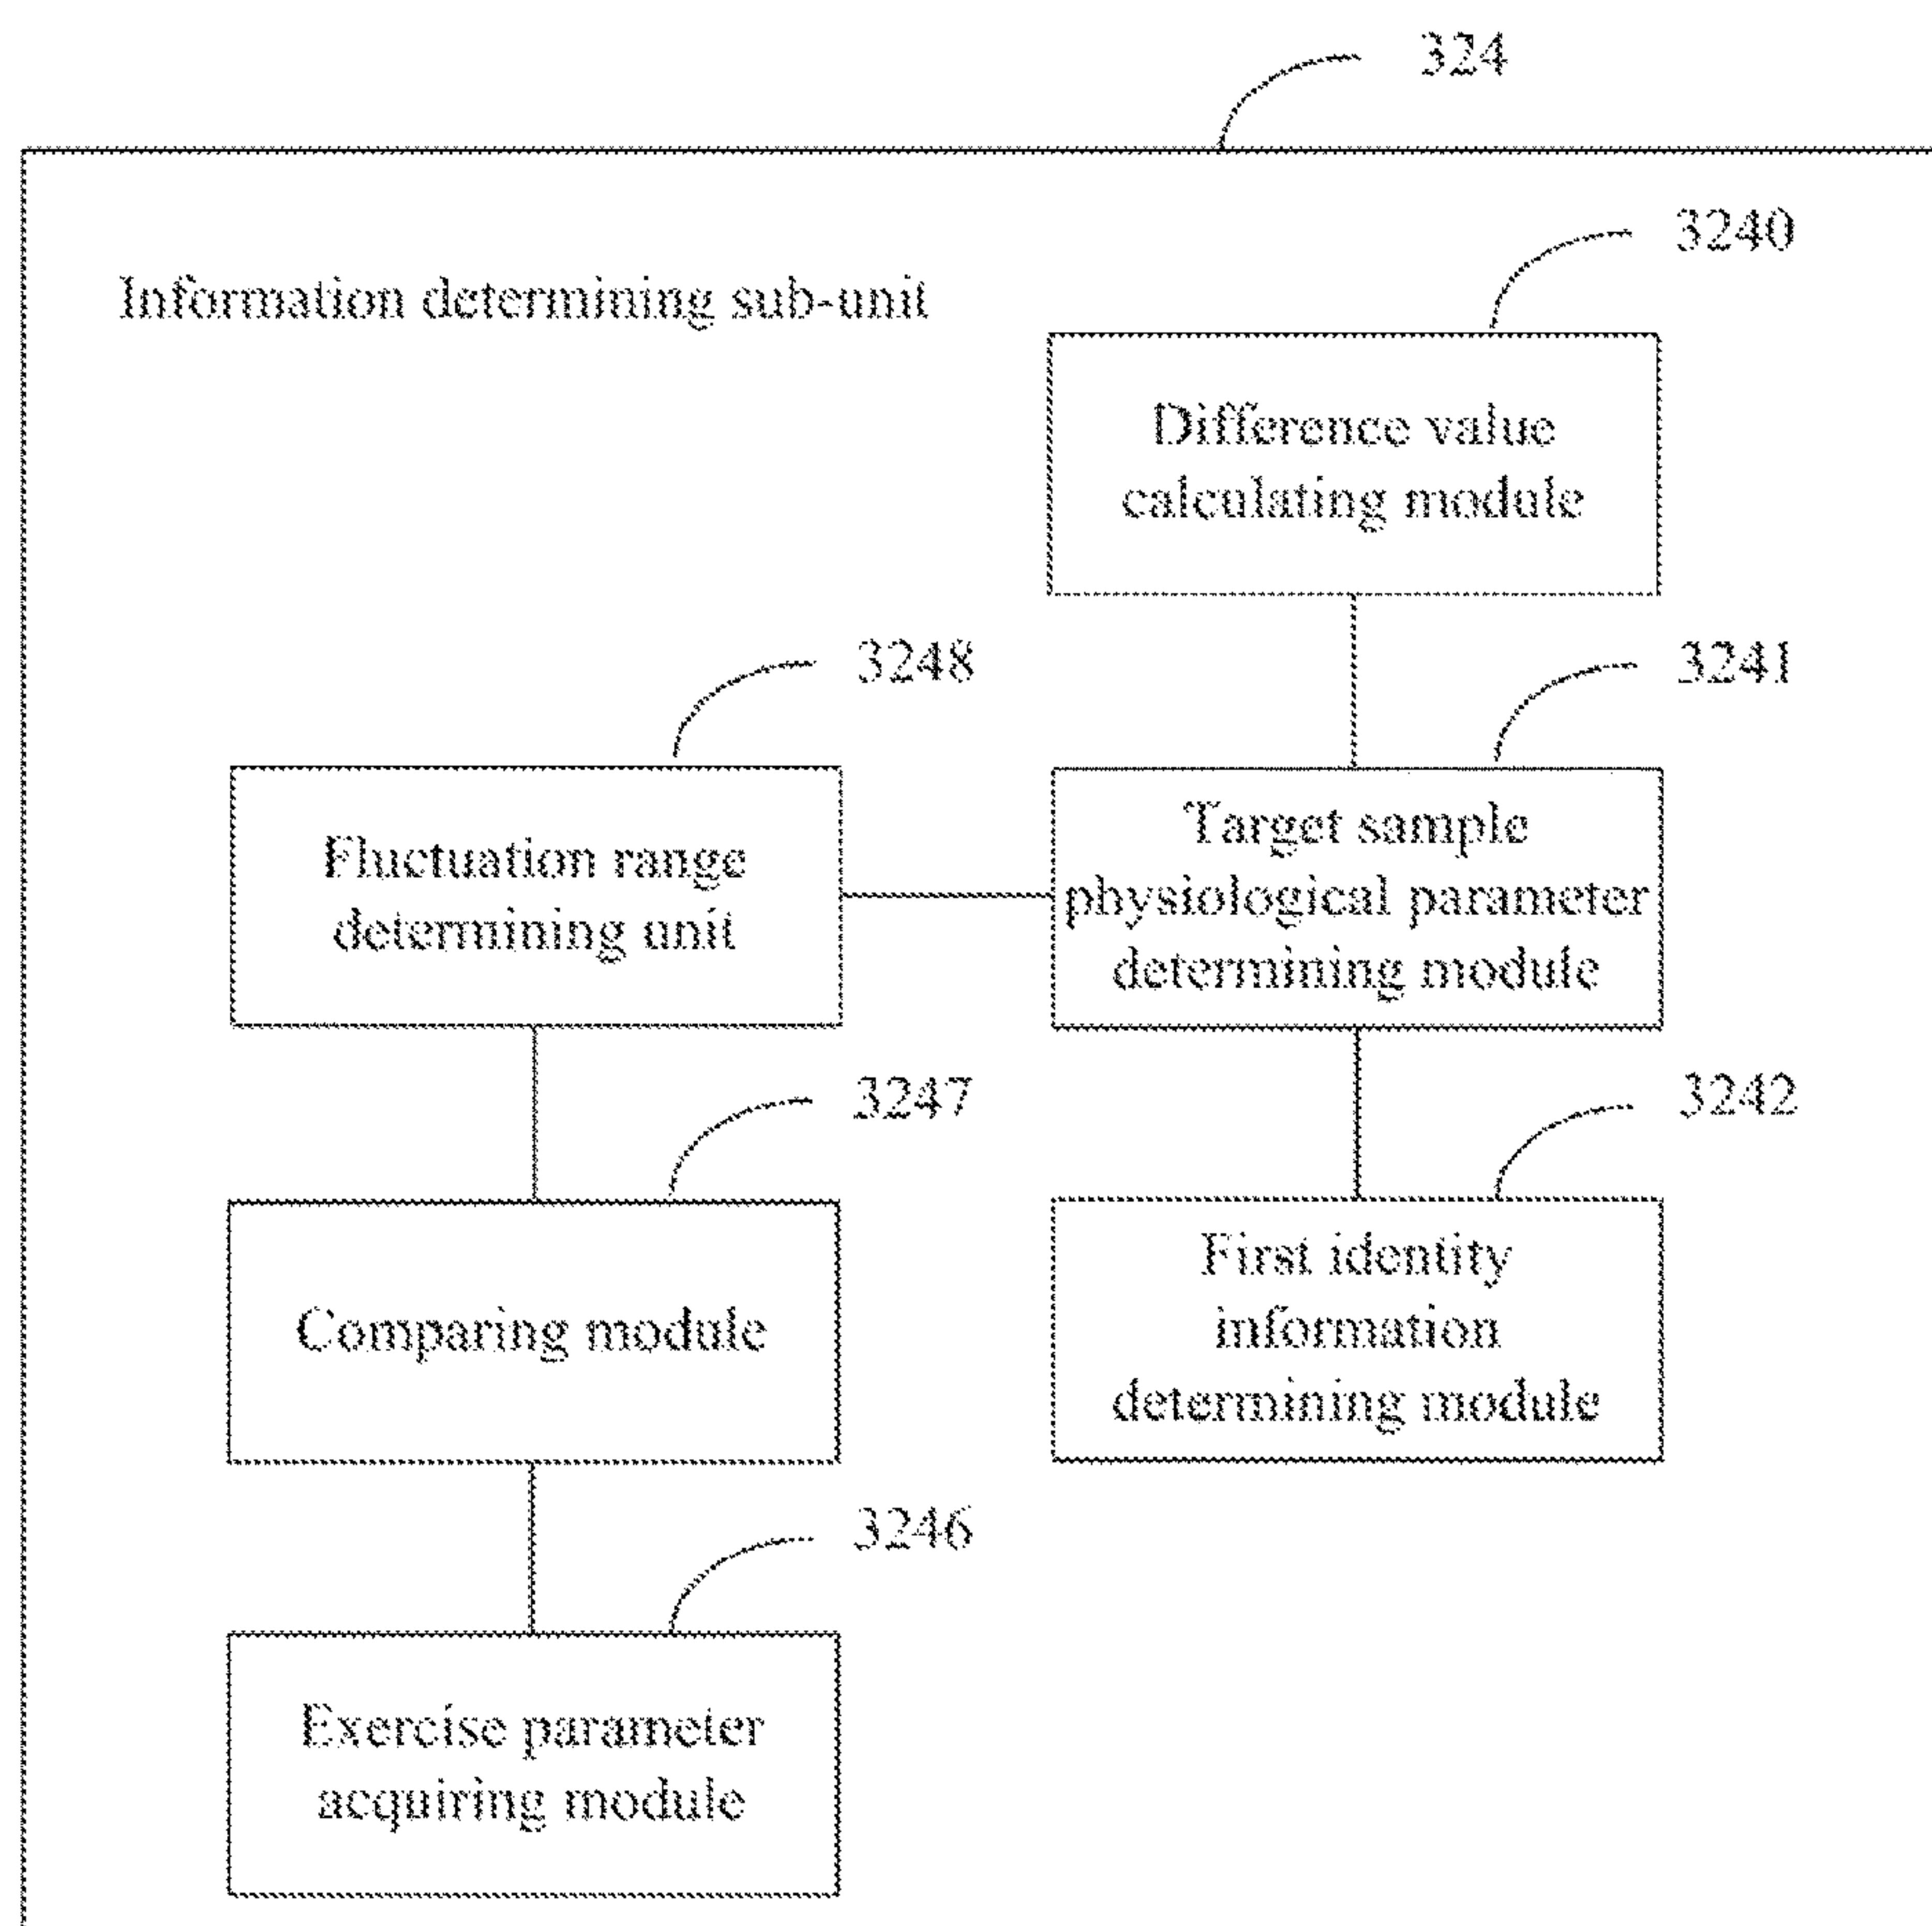 324
3240
Information determining sub-unit
Difference value
calculating module
3248
3241
Fluctuation range
determining unit
Target sample
physiological parameter
determining module
3247
3242
Comparing module
First identity
information
determining module
3246
Exercise parameter
acquiring module